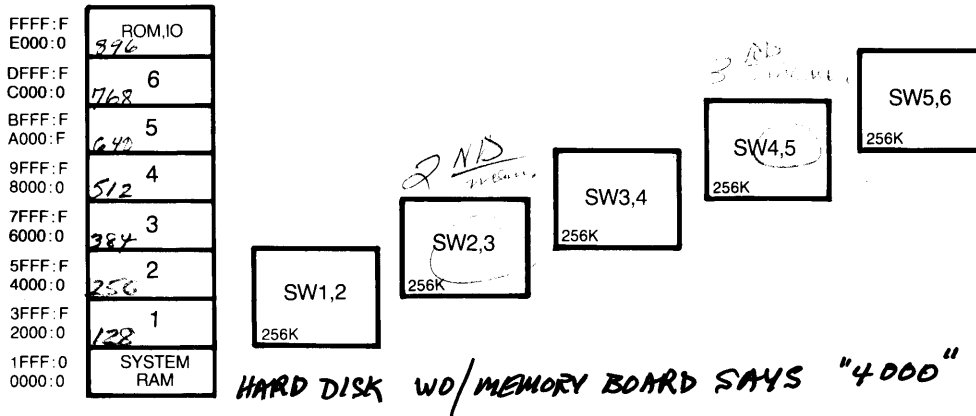 FFFF:F
E000:0
ROM,IO
896
DFFF:F
C000:0
6
768
BFFF:F
A000:F
5
640
9FFF:F
8000:0
4
512
7FFF:F
6000:0
3
384
5FFF:F
4000:0
2
256
3FFF:F
2000:0
1
128
1FFF:0
0000:0
SYSTEM
RAM
SW1,2
256K
2 ND
mem.
SW2,3
256K
SW3,4
256K
3 RD
SW4,5
256K
SW5,6
256K
HARD DISK WO/MEMORY BOARD SAYS "4000"